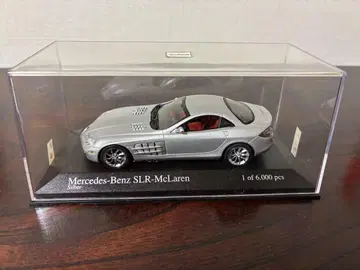 Mercedes-Benz SLR-McLaren 1 of 6.000 pcs
Silber